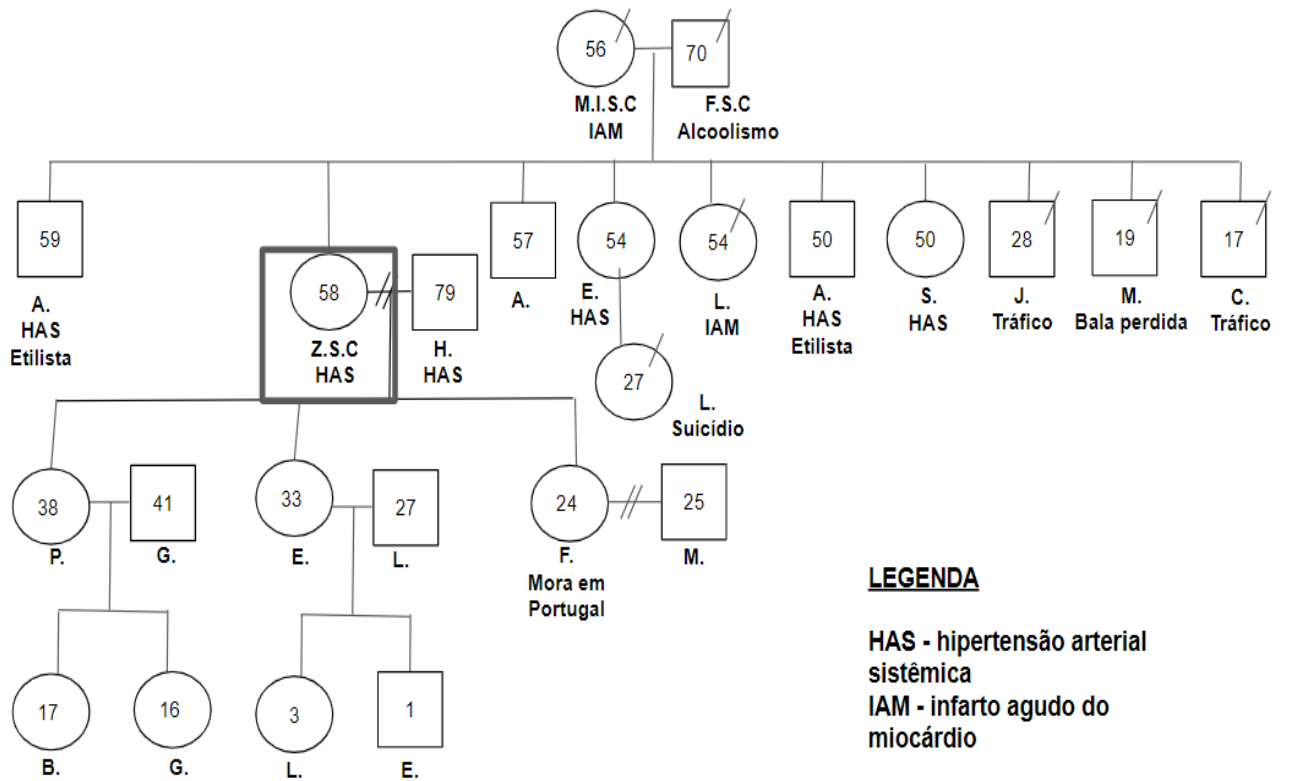 56
70
M.I.S.C
IAM
F.S.C
Alcoolismo
59
A.
HAS
Etilista
58
Z.S.C
HAS
79
H.
HAS
57
A.
54
E.
HAS
54
L.
IAM
50
A.
HAS
Etilista
50
S.
HAS
28
J.
Tráfico
19
M.
Bala perdida
17
C.
Tráfico
27
L.
Suicídio
38
P.
41
G.
33
E.
27
L.
24
F.
Mora em
Portugal
25
M.
17
B.
16
G.
3
L.
1
E.
LEGENDA
HAS - hipertensão arterial
sistêmica
IAM - infarto agudo do
miocárdio